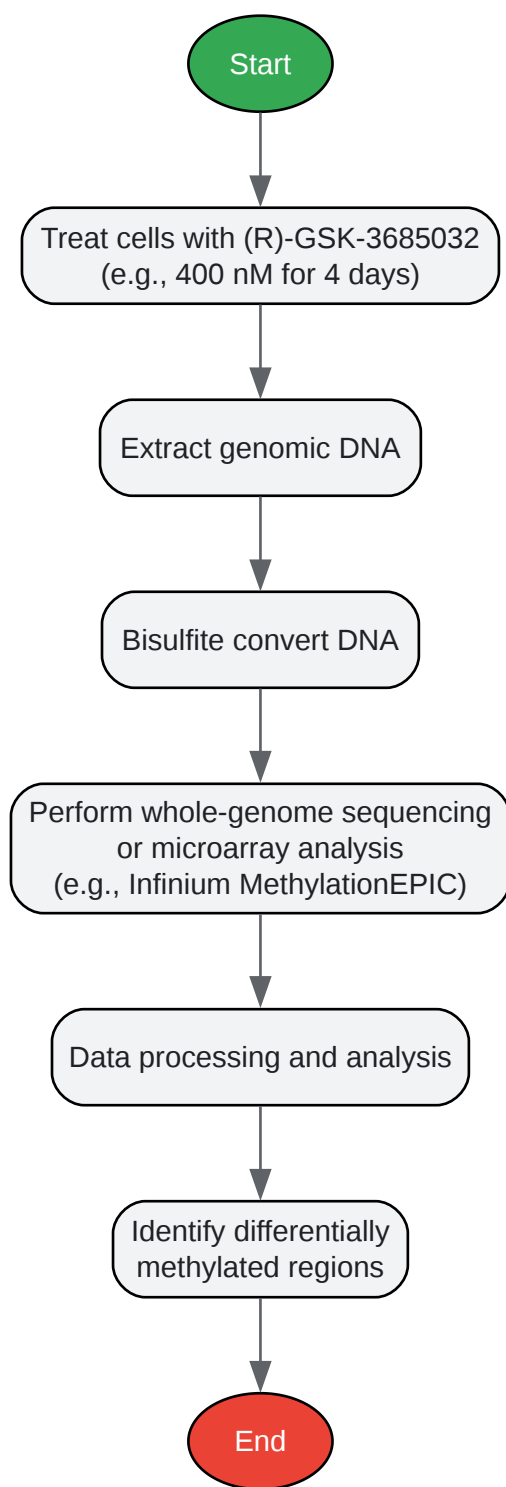 Start
Treat cells with (R)-GSK-3685032
(e.g., 400 nM for 4 days)
Extract genomic DNA
Bisulfite convert DNA
Perform whole-genome sequencing
or microarray analysis
(e.g., Infinium MethylationEPIC)
Data processing and analysis
Identify differentially
methylated regions
End